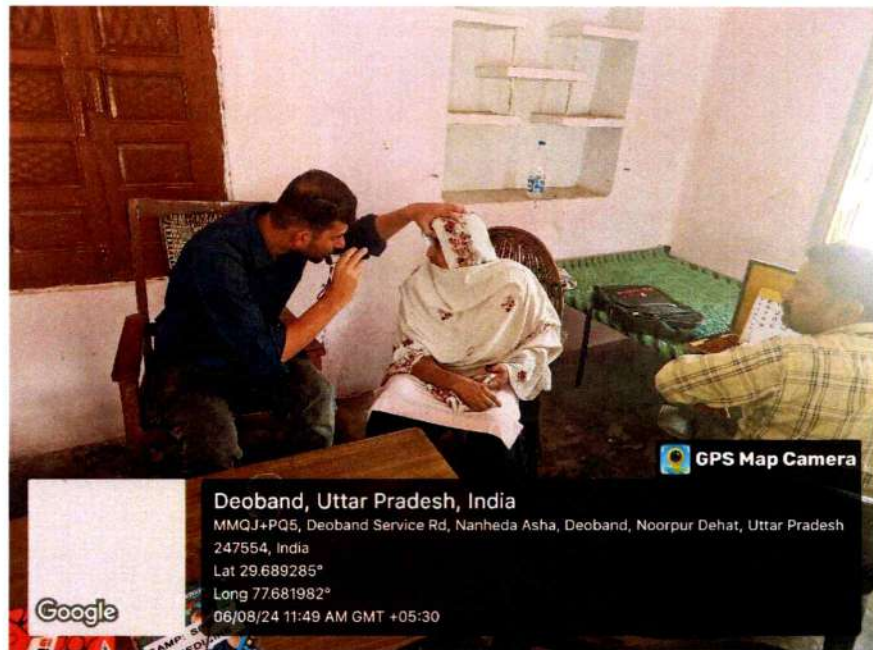 GPS Map Camera
Deoband, Uttar Pradesh, India
MMQJ+PQ5, Deoband Service Rd, Nanheda Asha, Deoband, Noorpur Dehat, Uttar Pradesh
247554, India
Lat 29.689285°
Long 77.681982°
06/08/24 11:49 AM GMT +05:30
Google